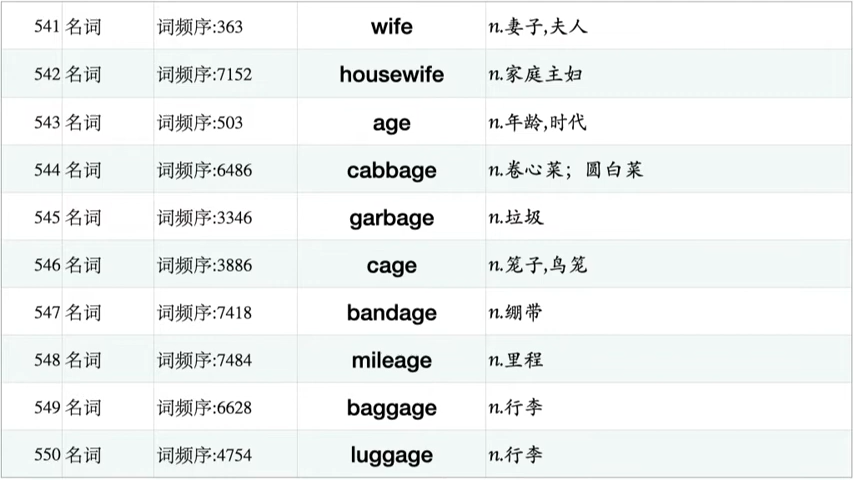 541 名词 词频序:363 wife n.妻子,夫人
542 名词 词频序:7152 housewife n.家庭主妇
543 名词 词频序:503 age n.年龄,时代
544 名词 词频序:6486 cabbage n.卷心菜；圆白菜
545 名词 词频序:3346 garbage n.垃圾
546 名词 词频序:3886 cage n.笼子,鸟笼
547 名词 词频序:7418 bandage n.绷带
548 名词 词频序:7484 mileage n.里程
549 名词 词频序:6628 baggage n.行李
550 名词 词频序:4754 luggage n.行李